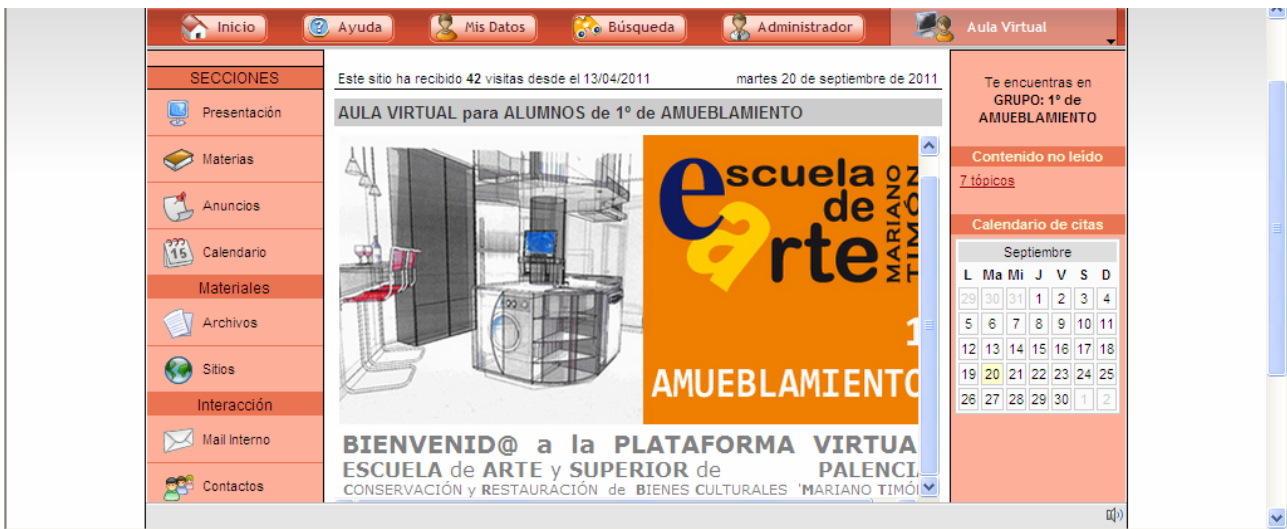 Inicio
Ayuda
Mis Datos
Búsqueda
Administrador
Aula Virtual
SECCIONES
Presentación
Materias
Anuncios
Calendario
Materiales
Archivos
Sitios
Interacción
Mail Interno
Contactos
Este sitio ha recibido 42 visitas desde el 13/04/2011
martes 20 de septiembre de 2011
AULA VIRTUAL para ALUMNOS de 1º de AMUEBLAMIENTO
escuela
de
arte
MARIANO
TIMÓN
1
AMUEBLAMIENTO
BIENVENID@ a la PLATAFORMA VIRTUA
ESCUELA de ARTE y SUPERIOR de PALENCI
CONSERVACIÓN y RESTAURACIÓN de BIENES CULTURALES 'MARIANO TIMÓ
Te encuentras en
GRUPO: 1º de
AMUEBLAMIENTO
Contenido no leído
7 tópicos
Calendario de citas
Septiembre
L Ma Mi J V S D
29 30 31 1 2 3 4
5 6 7 8 9 10 11
12 13 14 15 16 17 18
19 20 21 22 23 24 25
26 27 28 29 30 1 2